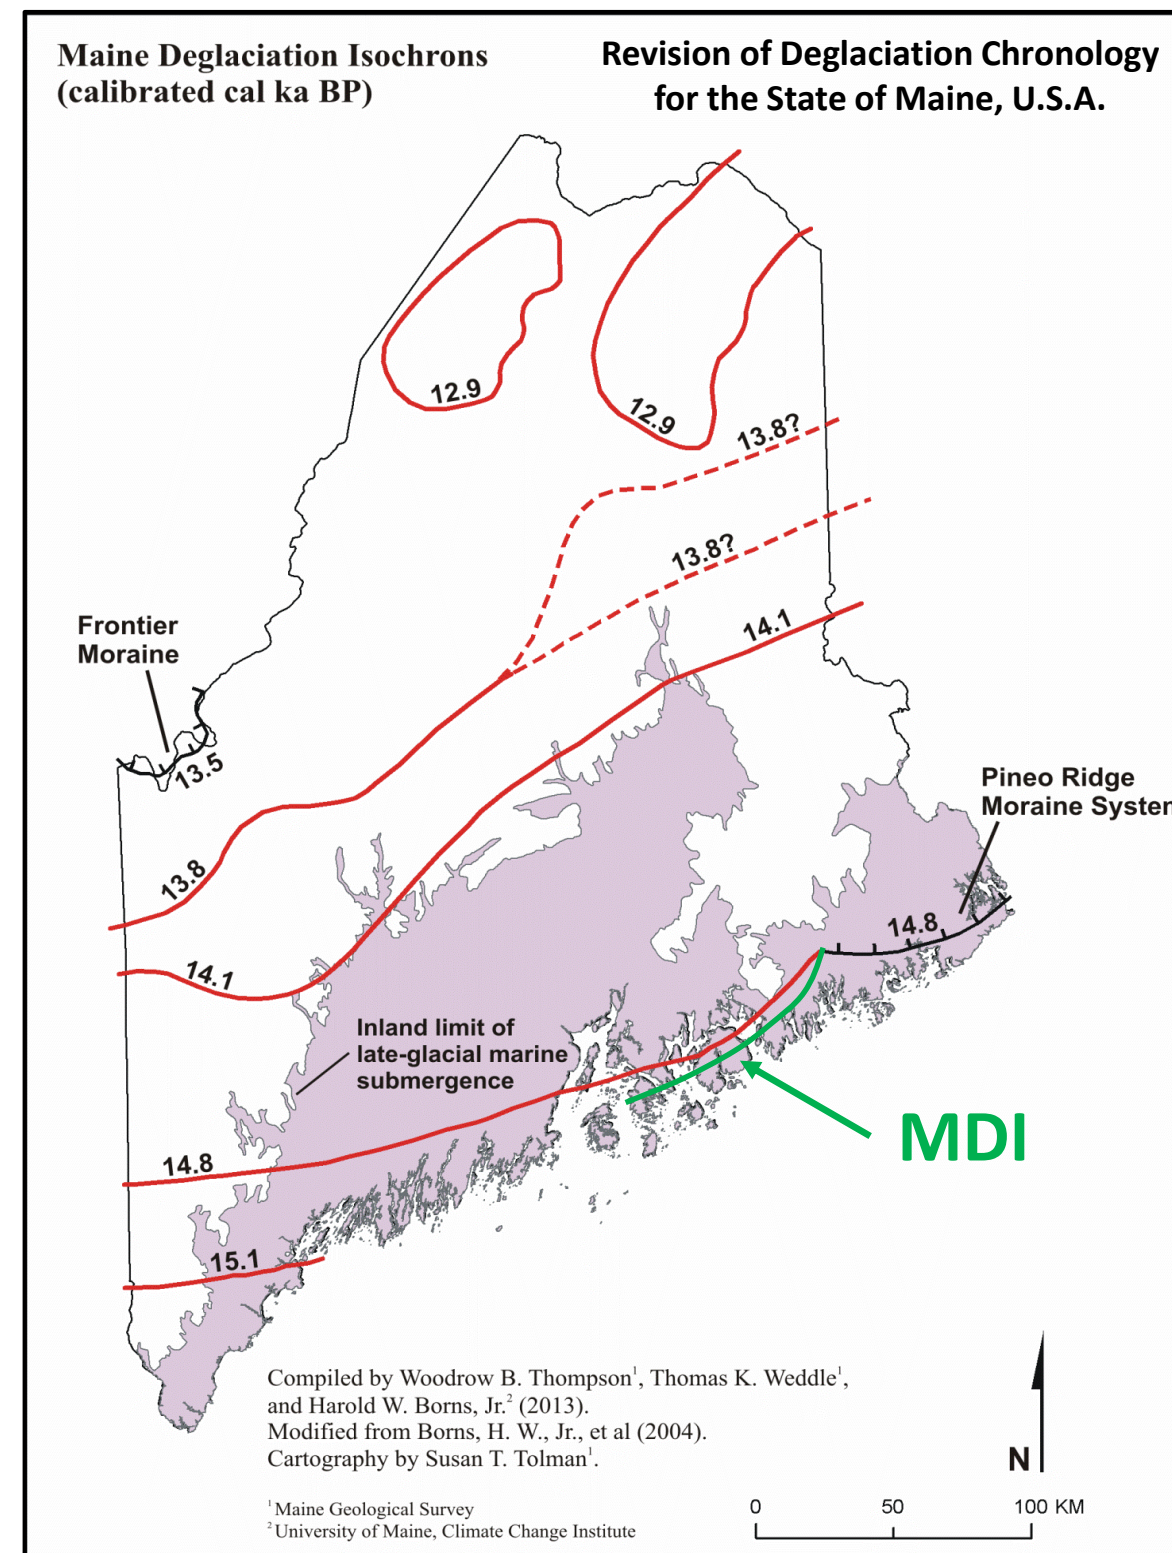 Maine Deglaciation Isochrons
(calibrated cal ka BP)
Revision of Deglaciation Chronology
for the State of Maine, U.S.A.
12.9
12.9
13.8?
13.8?
14.1
Frontier
Moraine
13.5
Pineo Ridge
Moraine System
13.8
14.8
14.1
Inland limit of
late-glacial marine
submergence
MDI
14.8
15.1
Compiled by Woodrow B. Thompson¹, Thomas K. Weddle¹,
and Harold W. Borns, Jr.² (2013).
Modified from Borns, H. W., Jr., et al (2004).
Cartography by Susan T. Tolman¹.
¹ Maine Geological Survey
² University of Maine, Climate Change Institute
N
0 50 100 KM